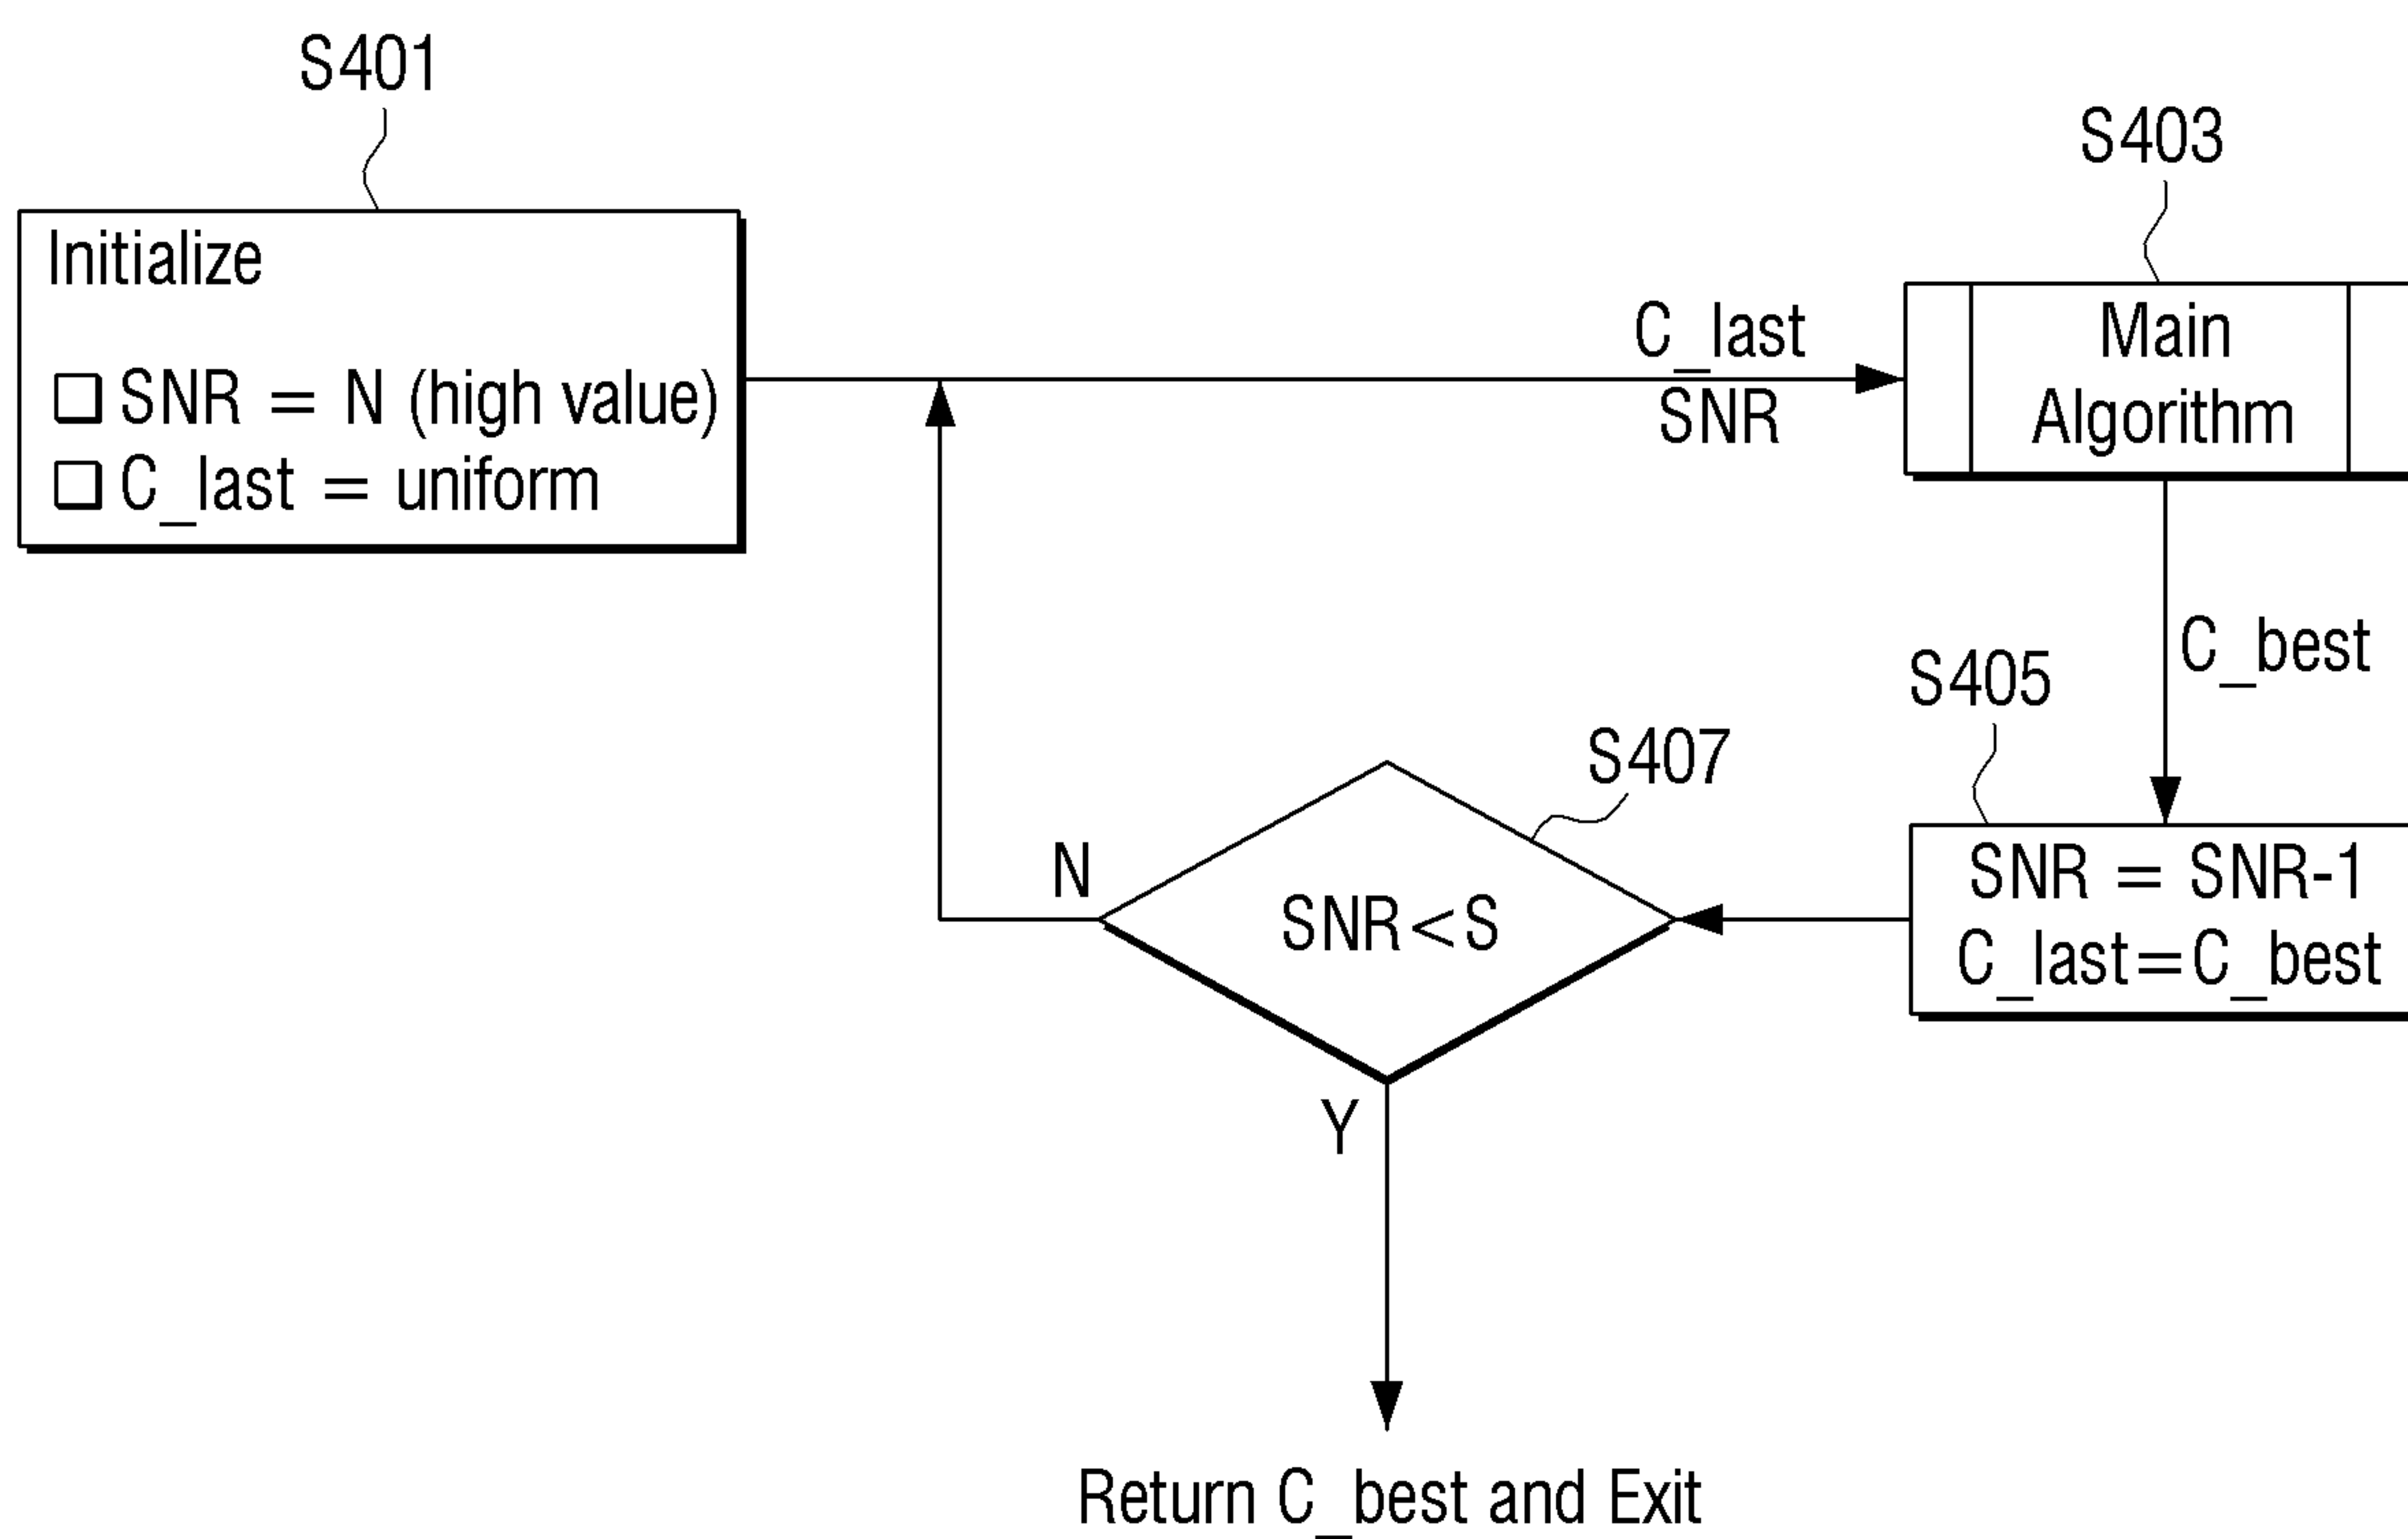 S401
Initialize
SNR = N (high value)
C_last = uniform
S403
C_last
SNR
Main
Algorithm
C_best
S405
SNR = SNR-1
C_last=C_best
S407
SNR<S
N
Y
Return C_best and Exit